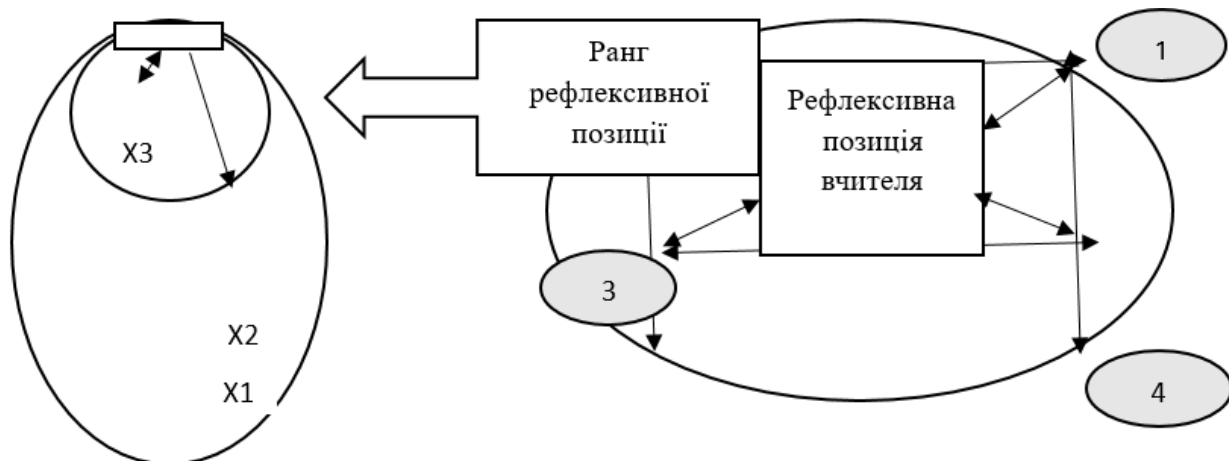 X3
X2
X1
Ранг
рефлексивної
позиції
Рефлексивна
позиція
вчителя
1
3
4